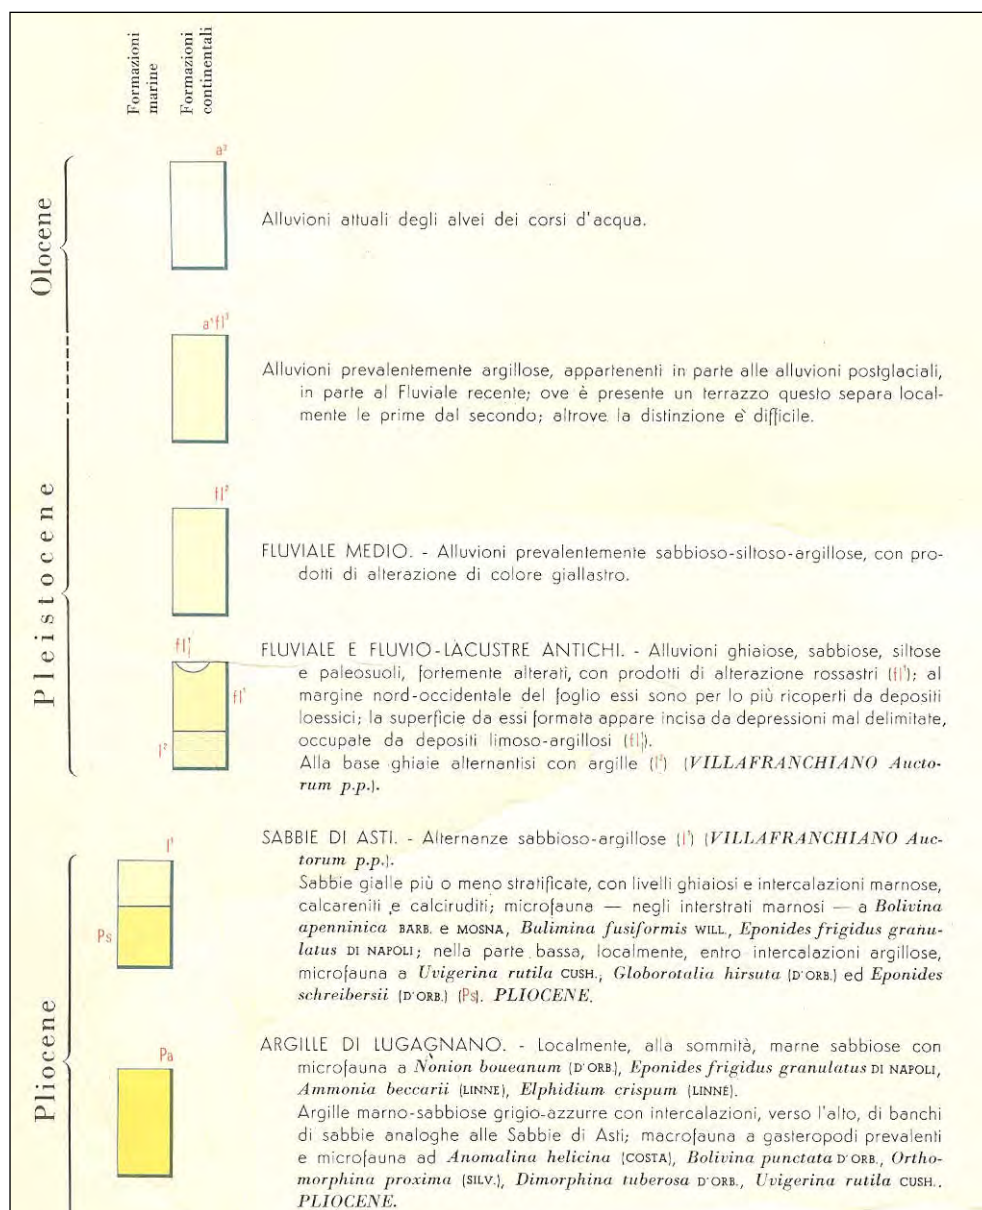 Formazioni
marine
Formazioni
continentali
Olocene
a²
Alluvioni attuali degli alvei dei corsi d'acqua.
a¹fl³
Alluvioni prevalentemente argillose, appartenenti in parte alle alluvioni postglaciali,
in parte al Fluviale recente; ove è presente un terrazzo questo separa local-
mente le prime dal secondo; altrove la distinzione è difficile.
Pleistocene
fl²
FLUVIALE MEDIO. - Alluvioni prevalentemente sabbioso-siltoso-argillose, con pro-
dotti di alterazione di colore giallastro.
fl¹₁
fl¹
l²
FLUVIALE E FLUVIO-LACUSTRE ANTICHI. - Alluvioni ghiaiose, sabbiose, siltose
e paleosuoli, fortemente alterati, con prodotti di alterazione rossastri (fl¹); al
margine nord-occidentale del foglio essi sono per lo più ricoperti da depositi
loessici; la superficie da essi formata appare incisa da depressioni mal delimitate,
occupate da depositi limoso-argillosi (fl¹₁).
Alla base ghiaie alternantisi con argille (l²) (VILLAFRANCHIANO Aucto-
rum p.p.).
Pliocene
l¹
Ps
SABBIE DI ASTI. - Alternanze sabbioso-argillose (l¹) (VILLAFRANCHIANO Auc-
torum p.p.).
Sabbie gialle più o meno stratificate, con livelli ghiaiosi e intercalazioni marnose,
calcareniti e calciruditi; microfauna — negli interstrati marnosi — a Bolivina
apenninica BARB. e MOSNA, Bulimina fusiformis WILL., Eponides frigidus granu-
latus DI NAPOLI; nella parte bassa, localmente, entro intercalazioni argillose,
microfauna a Uvigerina rutila CUSH., Globorotalia hirsuta (D'ORB.) ed Eponides
schreibersii (D'ORB.) (Ps). PLIOCENE.
Pa
ARGILLE DI LUGAGNANO. - Localmente, alla sommità, marne sabbiose con
microfauna a Nonion boueanum (D'ORB.), Eponides frigidus granulatus DI NAPOLI,
Ammonia beccarii (LINNE), Elphidium crispum (LINNE).
Argille marno-sabbiose grigio-azzurre con intercalazioni, verso l'alto, di banchi
di sabbie analoghe alle Sabbie di Asti; macrofauna a gasteropodi prevalenti
e microfauna ad Anomalina helicina (COSTA), Bolivina punctata D'ORB., Ortho-
morphina proxima (SILV.), Dimorphina tuberosa D'ORB., Uvigerina rutila CUSH..
PLIOCENE.